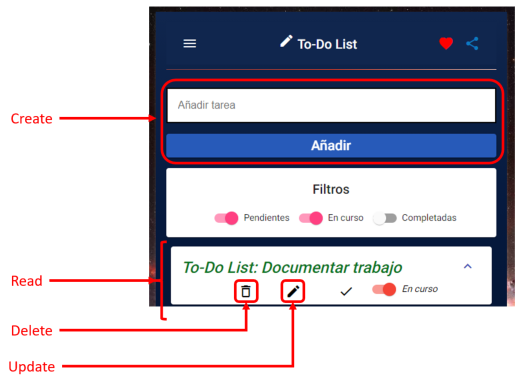 To-Do List
Añadir tarea
Create
Añadir
Filtros
Pendientes En curso Completadas
To-Do List: Documentar trabajo
Read
En curso
Delete
Update